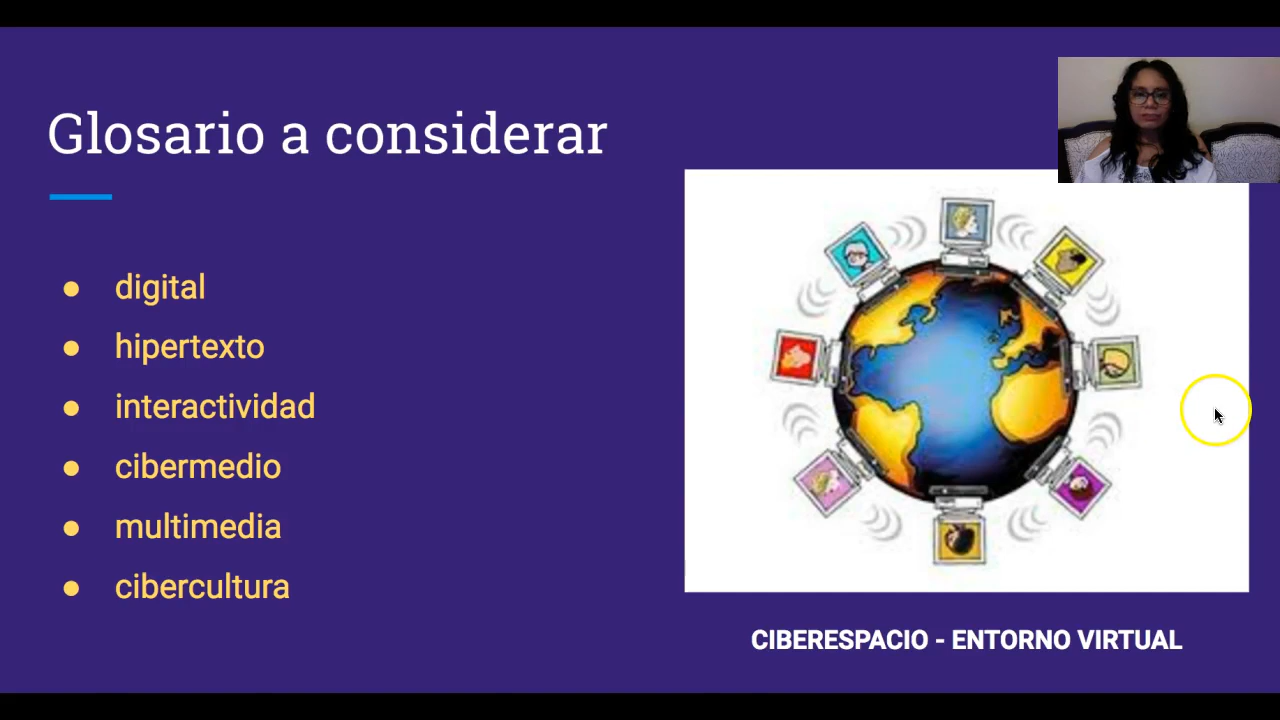 Glosario a considerar
● digital
● hipertexto
● interactividad
● cibermedio
● multimedia
● cibercultura
CIBERESPACIO - ENTORNO VIRTUAL